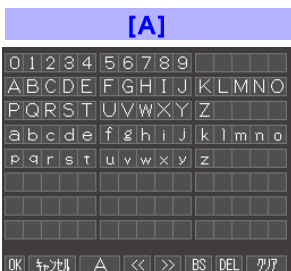 [A]
0 1 2 3 4 5 6 7 8 9
A B C D E F G H I J K L M N O
P Q R S T U V W X Y Z
a b c d e f g h i j k l m n o
p q r s t u v w x y z
OK ｷｬﾝｾﾙ A << >> BS DEL ｸﾘｱ